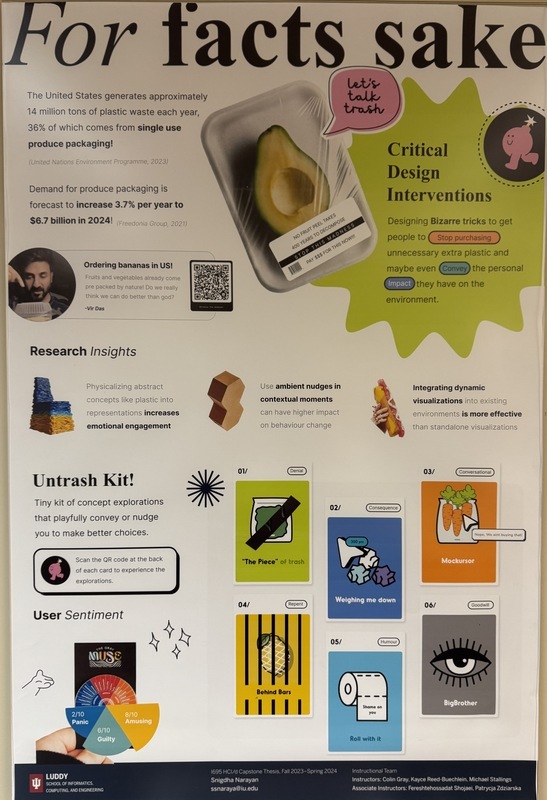 For facts sake
The United States generates approximately
14 million tons of plastic waste each year,
36% of which comes from single use
produce packaging!
(United Nations Environment Programme, 2023)
Demand for produce packaging is
forecast to increase 3.7% per year to
$6.7 billion in 2024! (Freedonia Group, 2021)
let's
talk
trash
NO FRUIT PEEL TAKES
400 YEARS TO DECOMPOSE
STOP THIS MADNESS
PAY $$$ FOR THIS NOW!!
Critical
Design
Interventions
Designing Bizarre tricks to get
people to Stop purchasing
unnecessary extra plastic and
maybe even Convey the personal
Impact they have on the
environment.
Ordering bananas in US!
Fruits and vegetables already come
pre packed by nature! Do we really
think we can do better than god?
-Vir Das
Research Insights
Physicalizing abstract
concepts like plastic into
representations increases
emotional engagement
Use ambient nudges in
contextual moments
can have higher impact
on behaviour change
Integrating dynamic
visualizations into existing
environments is more effective
than standalone visualizations
Untrash Kit!
Tiny kit of concept explorations
that playfully convey or nudge
you to make better choices.
Scan the QR code at the back
of each card to experience the
explorations.
01/ Denial
"The Piece" of trash
02/ Consequence
Weighing me down
03/ Conversational
Mockursor
04/ Repent
Behind Bars
05/ Humour
Shame on
you
Roll with it
06/ Goodwill
BigBrother
User Sentiment
MUSE
2/10
Panic
6/10
Guilty
8/10
Amusing
LUDDY
SCHOOL OF INFORMATICS,
COMPUTING, AND ENGINEERING
I695 HCI/d Capstone Thesis, Fall 2023–Spring 2024
Snigdha Narayan
ssnaraya@iu.edu
Instructional Team
Instructors: Colin Gray, Kayce Reed-Buechlein, Michael Stallings
Associate Instructors: Fereshtehossadat Shojaei, Patrycja Zdziarska